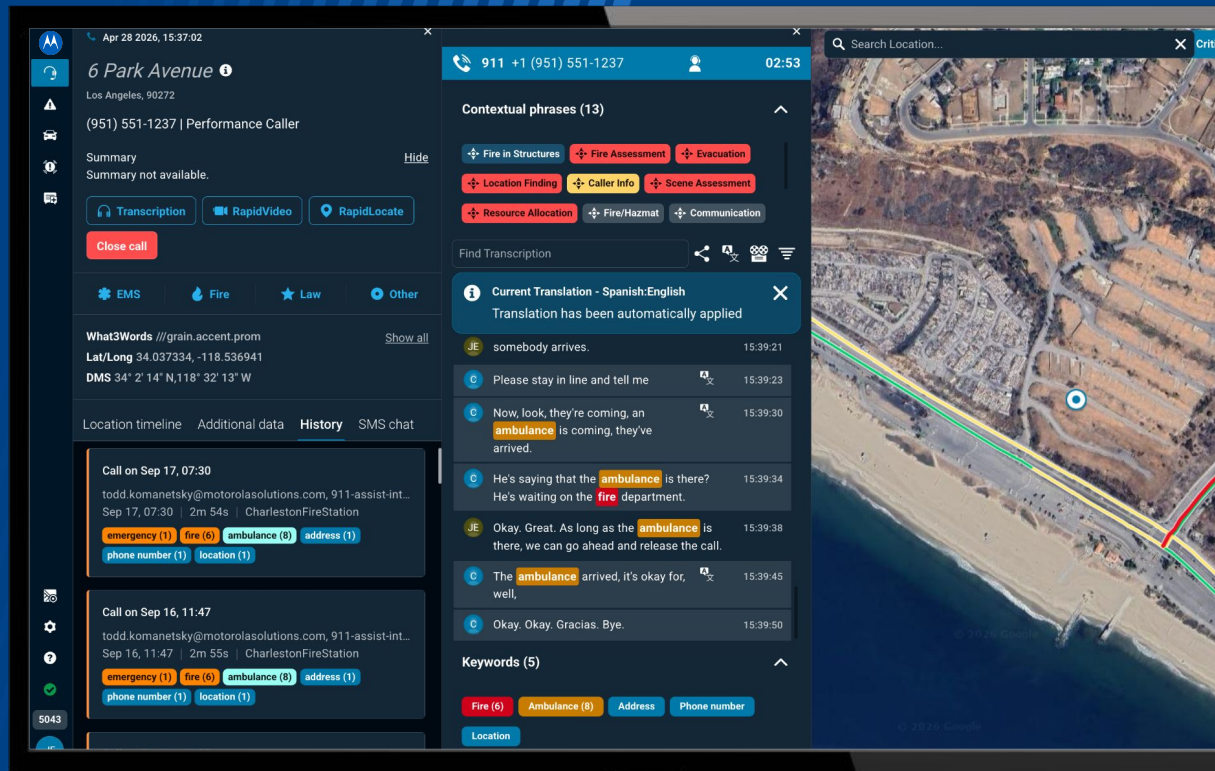 Apr 28 2026, 15:37:02
6 Park Avenue
Los Angeles, 90272
(951) 551-1237 | Performance Caller
Summary
Hide
Summary not available.
Transcription
RapidVideo
RapidLocate
Close call
EMS
Fire
Law
Other
What3Words ///grain.accent.prom
Show all
Lat/Long 34.037334, -118.536941
DMS 34° 2' 14" N,118° 32' 13" W
Location timeline
Additional data
History
SMS chat
Call on Sep 17, 07:30
todd.komanetsky@motorolasolutions.com, 911-assist-int...
Sep 17, 07:30 | 2m 54s | CharlestonFireStation
emergency (1) fire (6) ambulance (8) address (1)
phone number (1) location (1)
Call on Sep 16, 11:47
todd.komanetsky@motorolasolutions.com, 911-assist-int...
Sep 16, 11:47 | 2m 55s | CharlestonFireStation
emergency (1) fire (6) ambulance (8) address (1)
phone number (1) location (1)
5043
JE
911 +1 (951) 551-1237
02:53
Contextual phrases (13)
Fire in Structures
Fire Assessment
Evacuation
Location Finding
Caller Info
Scene Assessment
Resource Allocation
Fire/Hazmat
Communication
Find Transcription
Current Translation - Spanish:English
Translation has been automatically applied
JE somebody arrives. 15:39:21
C Please stay in line and tell me 15:39:23
C Now, look, they're coming, an 15:39:30
ambulance is coming, they've
arrived.
C He's saying that the ambulance is there? 15:39:34
He's waiting on the fire department.
JE Okay. Great. As long as the ambulance is 15:39:38
there, we can go ahead and release the call.
C The ambulance arrived, it's okay for, 15:39:45
well,
C Okay. Okay. Gracias. Bye. 15:39:50
Keywords (5)
Fire (6)
Ambulance (8)
Address
Phone number
Location
Search Location...
Criti
© 2026 Google
© 2026 Google